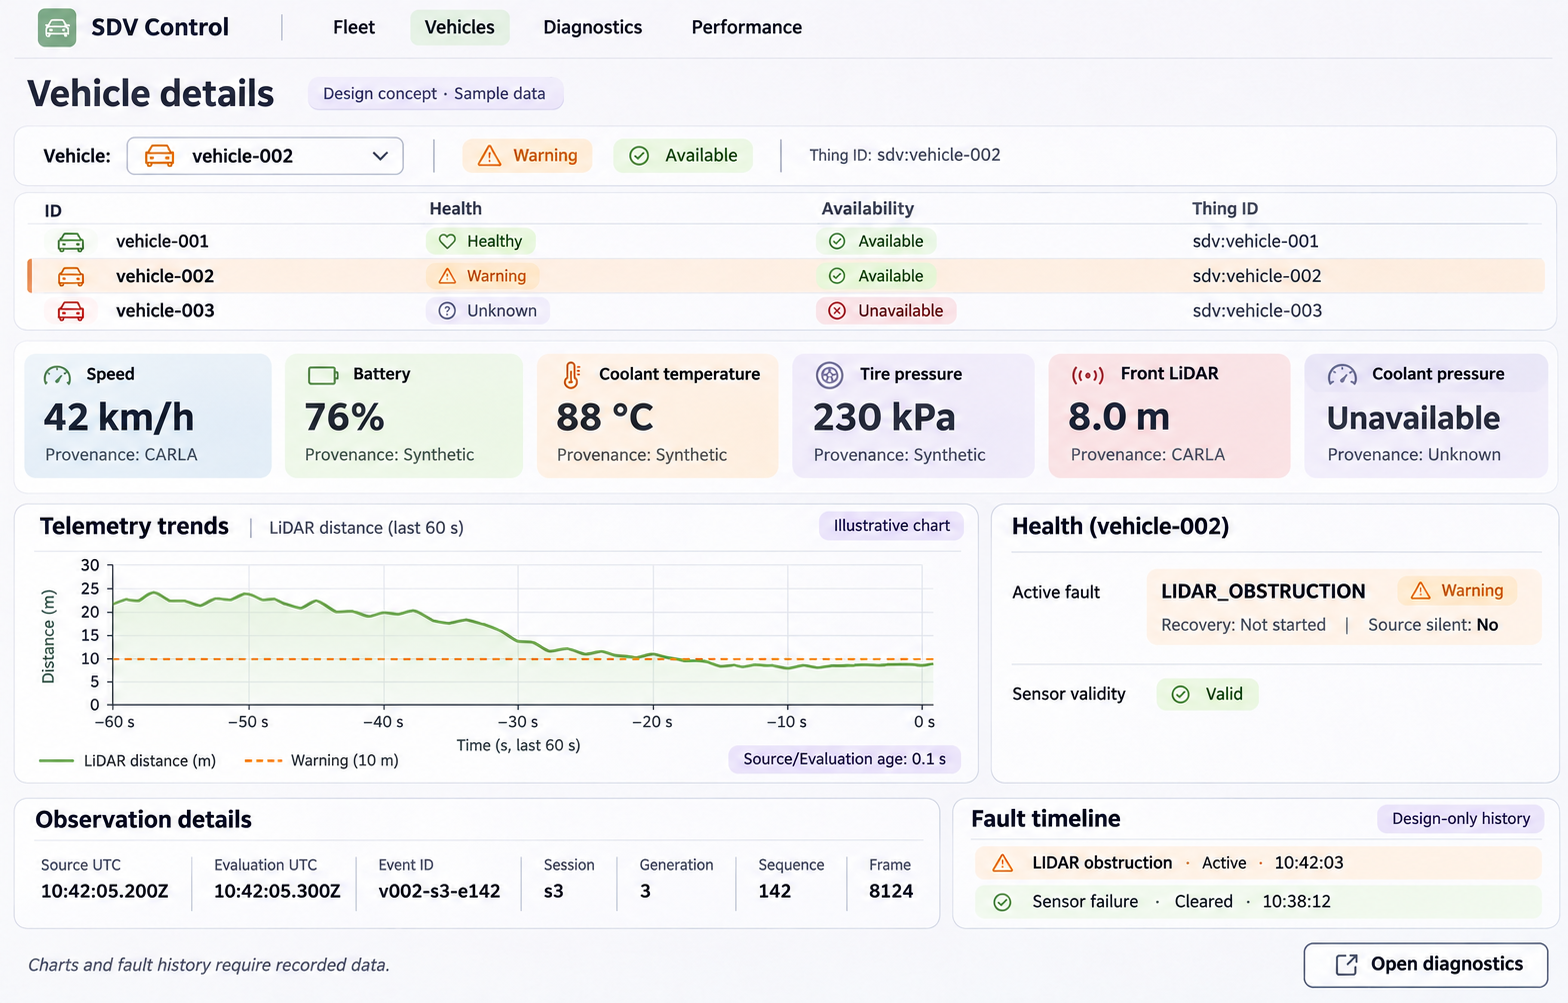 SDV Control
Fleet
Vehicles
Diagnostics
Performance
Vehicle details
Design concept · Sample data
Vehicle:
vehicle-002
Warning
Available
Thing ID: sdv:vehicle-002
ID Health Availability Thing ID
vehicle-001 Healthy Available sdv:vehicle-001
vehicle-002 Warning Available sdv:vehicle-002
vehicle-003 Unknown Unavailable sdv:vehicle-003
Speed
42 km/h
Provenance: CARLA
Battery
76%
Provenance: Synthetic
Coolant temperature
88 °C
Provenance: Synthetic
Tire pressure
230 kPa
Provenance: Synthetic
Front LiDAR
8.0 m
Provenance: CARLA
Coolant pressure
Unavailable
Provenance: Unknown
Telemetry trends
LiDAR distance (last 60 s)
Illustrative chart
Distance (m)
30
25
20
15
10
5
0
−60 s −50 s −40 s −30 s −20 s −10 s 0 s
Time (s, last 60 s)
LiDAR distance (m)
Warning (10 m)
Source/Evaluation age: 0.1 s
Health (vehicle-002)
Active fault
LIDAR_OBSTRUCTION
Warning
Recovery: Not started | Source silent: No
Sensor validity
Valid
Observation details
Source UTC
10:42:05.200Z
Evaluation UTC
10:42:05.300Z
Event ID
v002-s3-e142
Session
s3
Generation
3
Sequence
142
Frame
8124
Fault timeline
Design-only history
LIDAR obstruction · Active · 10:42:03
Sensor failure · Cleared · 10:38:12
Charts and fault history require recorded data.
Open diagnostics